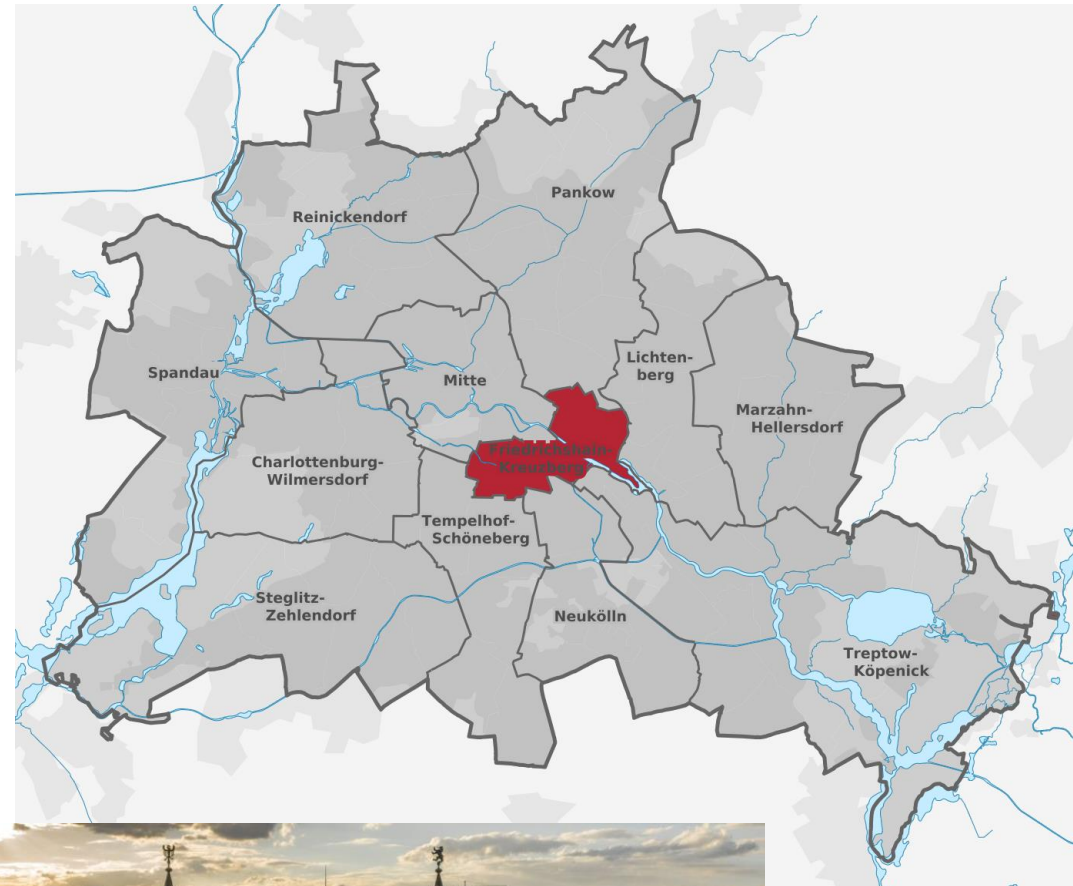 Pankow
Reinickendorf
Lichten-
berg
Spandau
Mitte
Marzahn-
Hellersdorf
Friedrichshain-
Kreuzberg
Charlottenburg-
Wilmersdorf
Tempelhof-
Schöneberg
Steglitz-
Zehlendorf
Neukölln
Treptow-
Köpenick